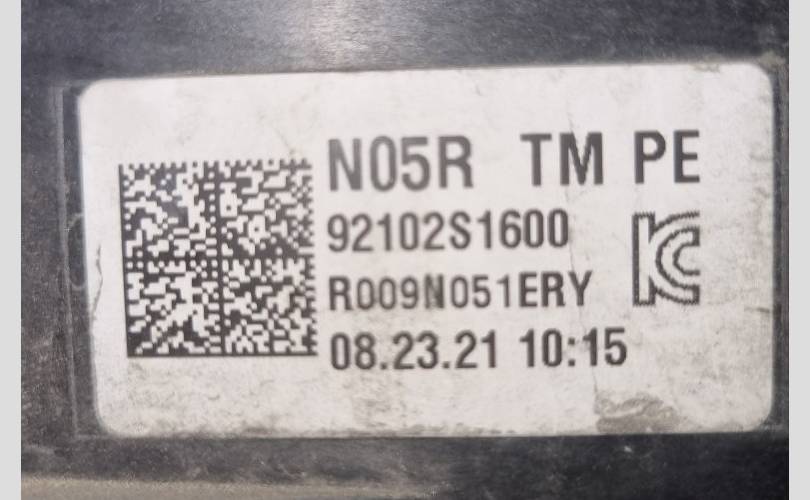 N05R TM PE
92102S1600
R009N051ERY
08.23.21 10:15